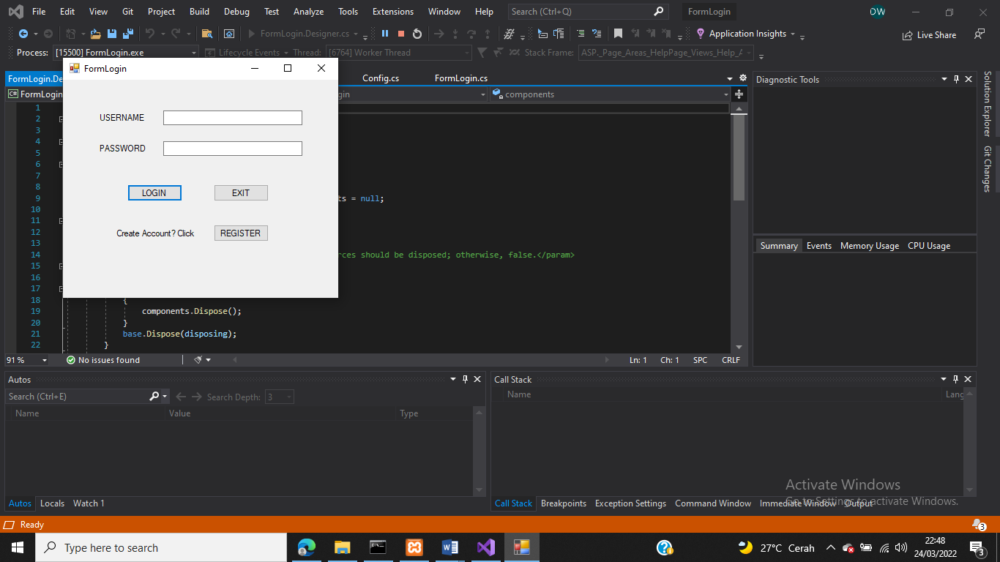 File Edit View Git Project Build Debug Test Analyze Tools Extensions Window Help Search (Ctrl+Q) FormLogin OW
FormLogin.Designer.cs Application Insights Live Share
Process: [15500] FormLogin.exe Lifecycle Events Thread: [6764] Worker Thread Stack Frame: ASP._Page_Areas_HelpPage_Views_Help_A
FormLogin
FormLogin.De Config.cs FormLogin.cs
FormLogin gin components
USERNAME
PASSWORD
LOGIN EXIT
Create Account? Click REGISTER
1
2
3
4
5
6
7
8
9 ts = null;
10
11
12
13
14 rces should be disposed; otherwise, false.</param>
15
16
17
18 {
19 components.Dispose();
20 }
21 base.Dispose(disposing);
22 }
91 % No issues found Ln: 1 Ch: 1 SPC CRLF
Diagnostic Tools
Summary Events Memory Usage CPU Usage
Solution Explorer
Git Changes
Autos
Search (Ctrl+E) Search Depth: 3
Name Value Type
Autos Locals Watch 1
Call Stack
Name Lang
Call Stack Breakpoints Exception Settings Command Window Immediate Window Output
Activate Windows
Go to Settings to activate Windows.
Ready 3
Type here to search
27°C Cerah
22:48
24/03/2022
3